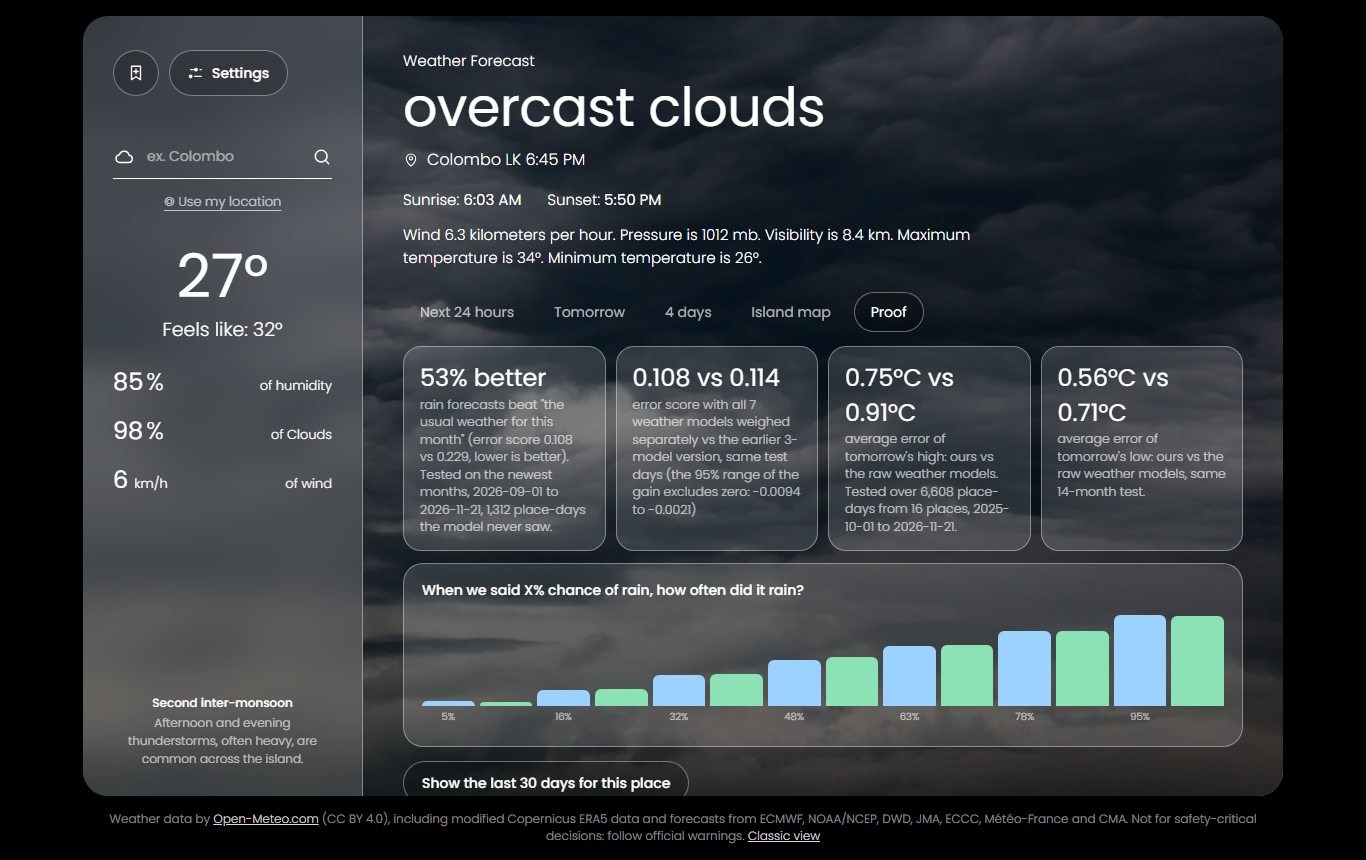 Settings
ex. Colombo
Use my location
27°
Feels like: 32°
85 %
of humidity
98 %
of Clouds
6 km/h
of wind
Second inter-monsoon
Afternoon and evening
thunderstorms, often heavy, are
common across the island.
Weather Forecast
overcast clouds
Colombo LK 6:45 PM
Sunrise: 6:03 AM Sunset: 5:50 PM
Wind 6.3 kilometers per hour. Pressure is 1012 mb. Visibility is 8.4 km. Maximum
temperature is 34°. Minimum temperature is 26°.
Next 24 hours Tomorrow 4 days Island map Proof
53% better
rain forecasts beat "the
usual weather for this
month" (error score 0.108
vs 0.229, lower is better).
Tested on the newest
months, 2026-09-01 to
2026-11-21, 1,312 place-days
the model never saw.
0.108 vs 0.114
error score with all 7
weather models weighed
separately vs the earlier 3-
model version, same test
days (the 95% range of the
gain excludes zero: -0.0094
to -0.0021)
0.75°C vs
0.91°C
average error of
tomorrow's high: ours vs
the raw weather models.
Tested over 6,608 place-
days from 16 places, 2025-
10-01 to 2026-11-21.
0.56°C vs
0.71°C
average error of
tomorrow's low: ours vs the
raw weather models, same
14-month test.
When we said X% chance of rain, how often did it rain?
5% 16% 32% 48% 63% 78% 95%
Show the last 30 days for this place
Weather data by Open-Meteo.com (CC BY 4.0), including modified Copernicus ERA5 data and forecasts from ECMWF, NOAA/NCEP, DWD, JMA, ECCC, Météo-France and CMA. Not for safety-critical
decisions: follow official warnings. Classic view